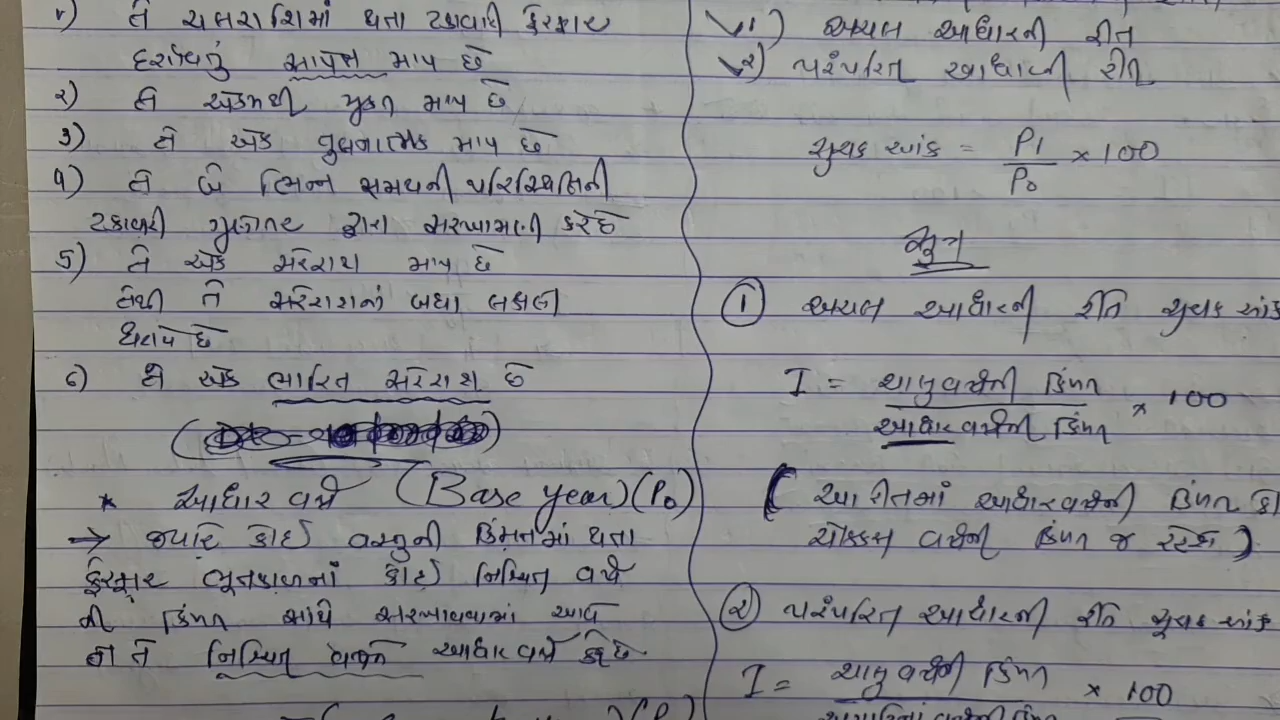 ૧) તે ચલરાશિમાં થતા ટકાવારી ફેરફાર
દર્શાવતું સાપેક્ષ માપ છે
૨) તે એકમથી મુક્ત માપ છે
૩) તે એક તુલનાત્મક માપ છે
૪) તે બે ભિન્ન સમયની પરિસ્થિતિની
ટકાવારી ગુણોત્તર દ્વારા સરખામણી કરે છે
5) તે એક સરેરાશ માપ છે
તેથી તે સરેરાશનાં બધા લક્ષણો
ધરાવે છે
૬) તે એક ભારિત સરેરાશ છે
* આધાર વર્ષ (Base year) (P₀)
→ જ્યારે કોઈ વસ્તુની કિંમતમાં થતા
ફેરફાર ભૂતકાળનાં કોઈ નિશ્ચિત વર્ષ
ની કિંમત સાથે સરખાવવામાં આવે
તો તે નિશ્ચિત વર્ષને આધાર વર્ષ કહે છે
૧) અચલ આધારની રીત
૨) પરંપરિત આધારની રીત
સૂચક આંક = P1 / P₀ × 100
સુત્ર
① અચલ આધારની રીતે સુચક આંક
I = ચાલુ વર્ષની કિંમત / આધાર વર્ષની કિંમત × 100
( આ રીતમાં આધાર વર્ષની કિંમત કો
ચોક્કસ વર્ષની કિંમત જ રહેશે )
② પરંપરિત આધારની રીતે સૂચક આંક
I = ચાલુ વર્ષની કિંમત × 100